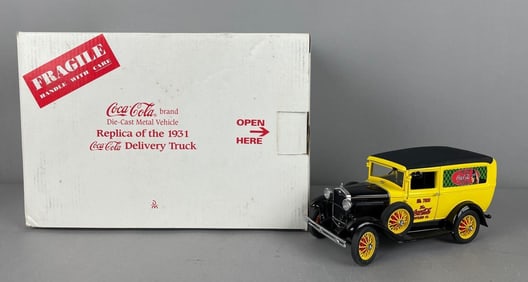 FRAGILE
HANDLE WITH CARE
Coca-Cola® brand
Die-Cast Metal Vehicle
Replica of the 1931
Coca-Cola Delivery Truck
OPEN
HERE
Coca-Cola